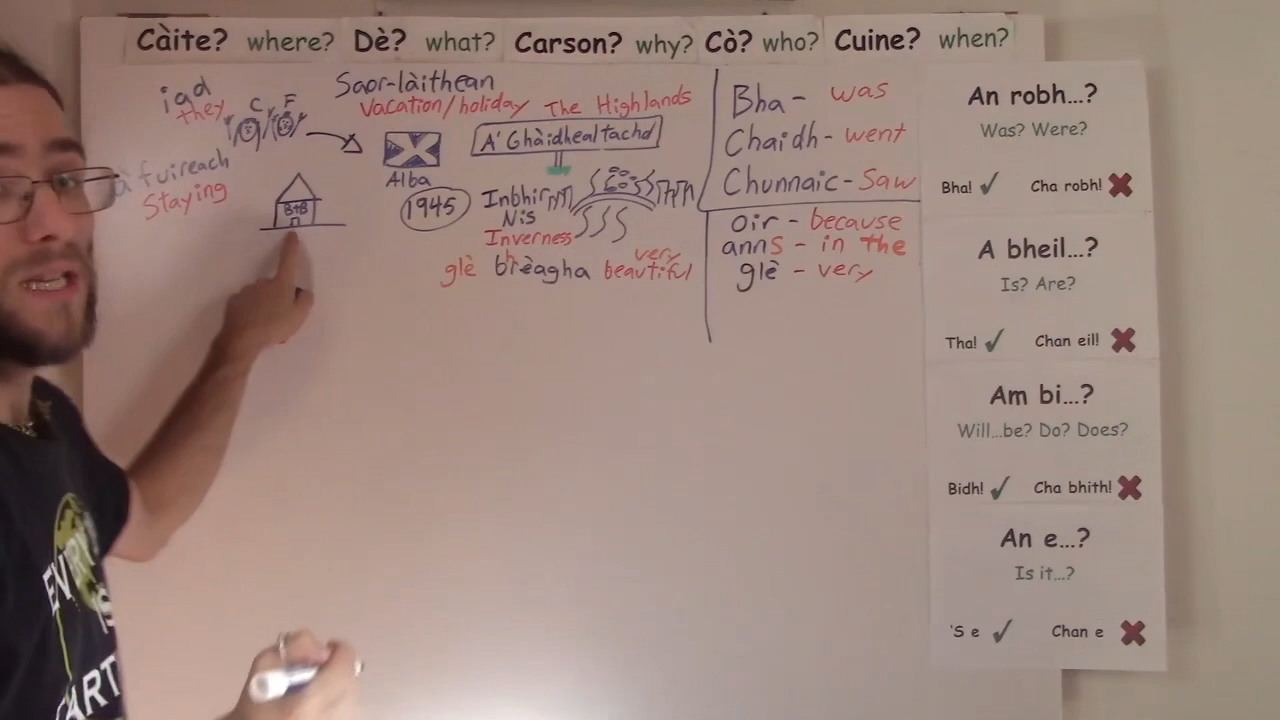 Càite? where? Dè? what? Carson? why? Cò? who? Cuine? when?
iad
they
C F
Saor-làithean
Vacation/holiday The Highlands
A' Ghàidhealtachd
Alba
a' fuireach
Staying
B+B
1945
Inbhir
Nis
Inverness
glè brèagha beautiful
h
very
Bha - was
Chaidh - went
Chunnaic - Saw
oir - because
anns - in the
glè - very
An robh...?
Was? Were?
Bha! ✓ Cha robh! ✗
A bheil...?
Is? Are?
Tha! ✓ Chan eil! ✗
Am bi...?
Will...be? Do? Does?
Bidh! ✓ Cha bhith! ✗
An e...?
Is it...?
'S e ✓ Chan e ✗